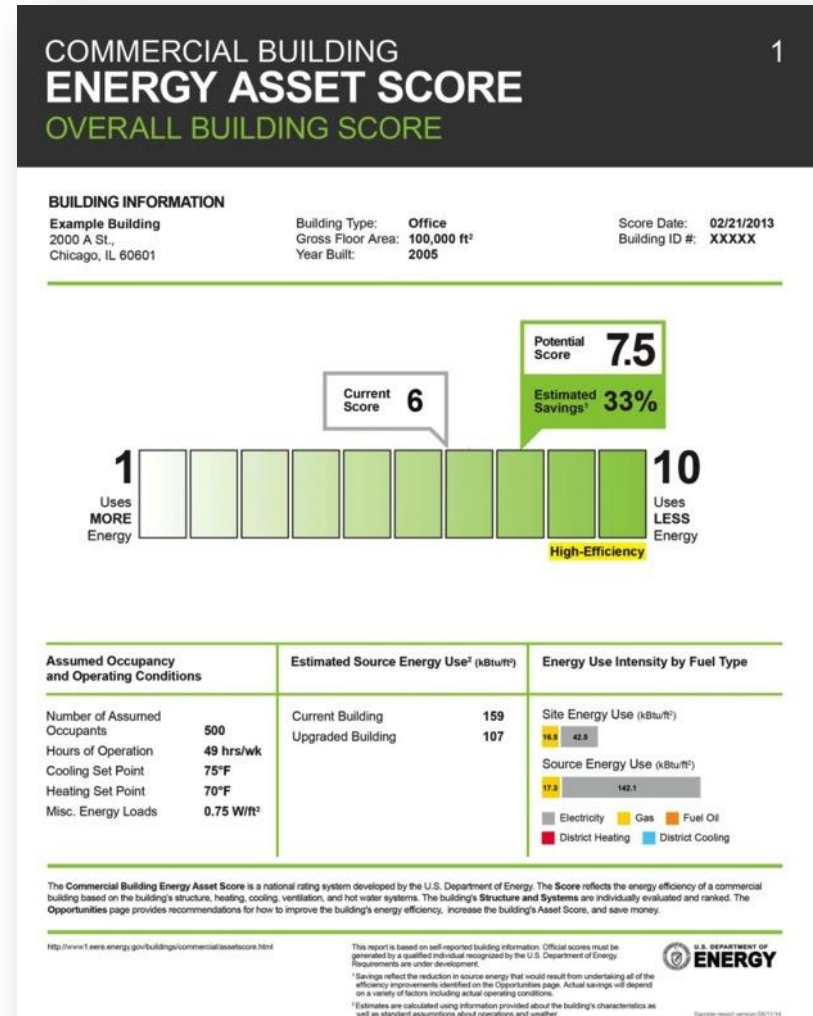 COMMERCIAL BUILDING
1
ENERGY ASSET SCORE
OVERALL BUILDING SCORE
BUILDING INFORMATION
Example Building
2000 A St.,
Chicago, IL 60601
Building Type: Office
Gross Floor Area: 100,000 ft²
Year Built: 2005
Score Date: 02/21/2013
Building ID #: XXXXX
Current Score 6
Potential Score 7.5
Estimated Savings¹ 33%
1
Uses
MORE
Energy
10
Uses
LESS
Energy
High-Efficiency
Assumed Occupancy
and Operating Conditions
Number of Assumed
Occupants 500
Hours of Operation 49 hrs/wk
Cooling Set Point 75°F
Heating Set Point 70°F
Misc. Energy Loads 0.75 W/ft²
Estimated Source Energy Use² (kBtu/ft²)
Current Building 159
Upgraded Building 107
Energy Use Intensity by Fuel Type
Site Energy Use (kBtu/ft²)
16.5 42.5
Source Energy Use (kBtu/ft²)
17.3 142.1
Electricity Gas Fuel Oil
District Heating District Cooling
The Commercial Building Energy Asset Score is a national rating system developed by the U.S. Department of Energy. The Score reflects the energy efficiency of a commercial
building based on the building's structure, heating, cooling, ventilation, and hot water systems. The building's Structure and Systems are individually evaluated and ranked. The
Opportunities page provides recommendations for how to improve the building's energy efficiency, increase the building's Asset Score, and save money.
http://www1.eere.energy.gov/buildings/commercial/assetscore.html
This report is based on self-reported building information. Official scores must be
generated by a qualified individual recognized by the U.S. Department of Energy.
Requirements are under development.
¹ Savings reflect the reduction in source energy that would result from undertaking all of the
efficiency improvements identified on the Opportunities page. Actual savings will depend
on a variety of factors including actual operating conditions.
² Estimates are calculated using information provided about the building's characteristics as
well as standard assumptions about operations and weather.
U.S. DEPARTMENT OF
ENERGY
Sample report version